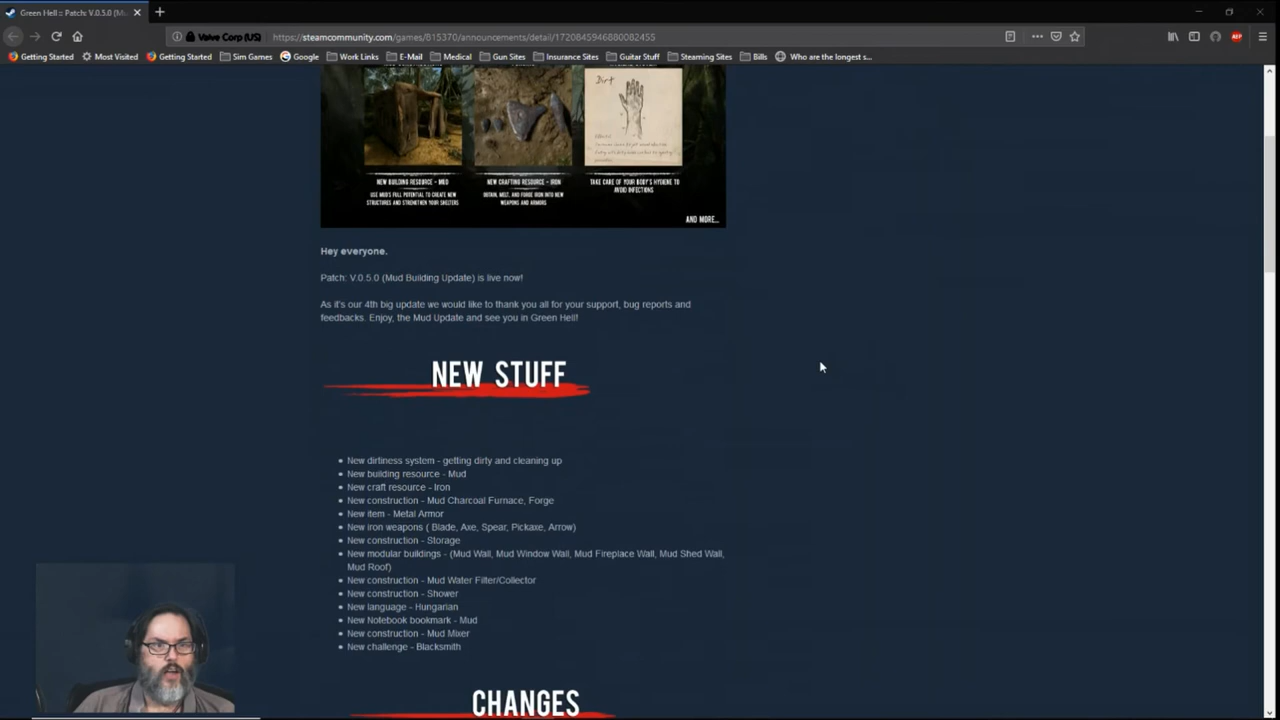 Green Hell :: Patch: V.0.5.0 (Mu
Valve Corp (US)
https://steamcommunity.com/games/815370/announcements/detail/1720845946880082455
ABP
Getting Started
Most Visited
Getting Started
Sim Games
Google
Work Links
E-Mail
Medical
Gun Sites
Insurance Sites
Guitar Stuff
Steaming Sites
Bills
Who are the longest s...
Dirt
NEW BUILDING RESOURCE - MUD
USE MUD'S FULL POTENTIAL TO CREATE NEW
STRUCTURES AND STRENGTHEN YOUR SHELTERS
NEW CRAFTING RESOURCE - IRON
OBTAIN, MELT, AND FORGE IRON INTO NEW
WEAPONS AND ARMORS
TAKE CARE OF YOUR BODY'S HYGIENE TO
AVOID INFECTIONS
AND MORE...
Hey everyone.
Patch: V.0.5.0 (Mud Building Update) is live now!
As it's our 4th big update we would like to thank you all for your support, bug reports and
feedbacks. Enjoy, the Mud Update and see you in Green Hell!
NEW STUFF
New dirtiness system - getting dirty and cleaning up
New building resource - Mud
New craft resource - Iron
New construction - Mud Charcoal Furnace, Forge
New item - Metal Armor
New iron weapons ( Blade, Axe, Spear, Pickaxe, Arrow)
New construction - Storage
New modular buildings - (Mud Wall, Mud Window Wall, Mud Fireplace Wall, Mud Shed Wall,
Mud Roof)
New construction - Mud Water Filter/Collector
New construction - Shower
New language - Hungarian
New Notebook bookmark - Mud
New construction - Mud Mixer
New challenge - Blacksmith
CHANGES